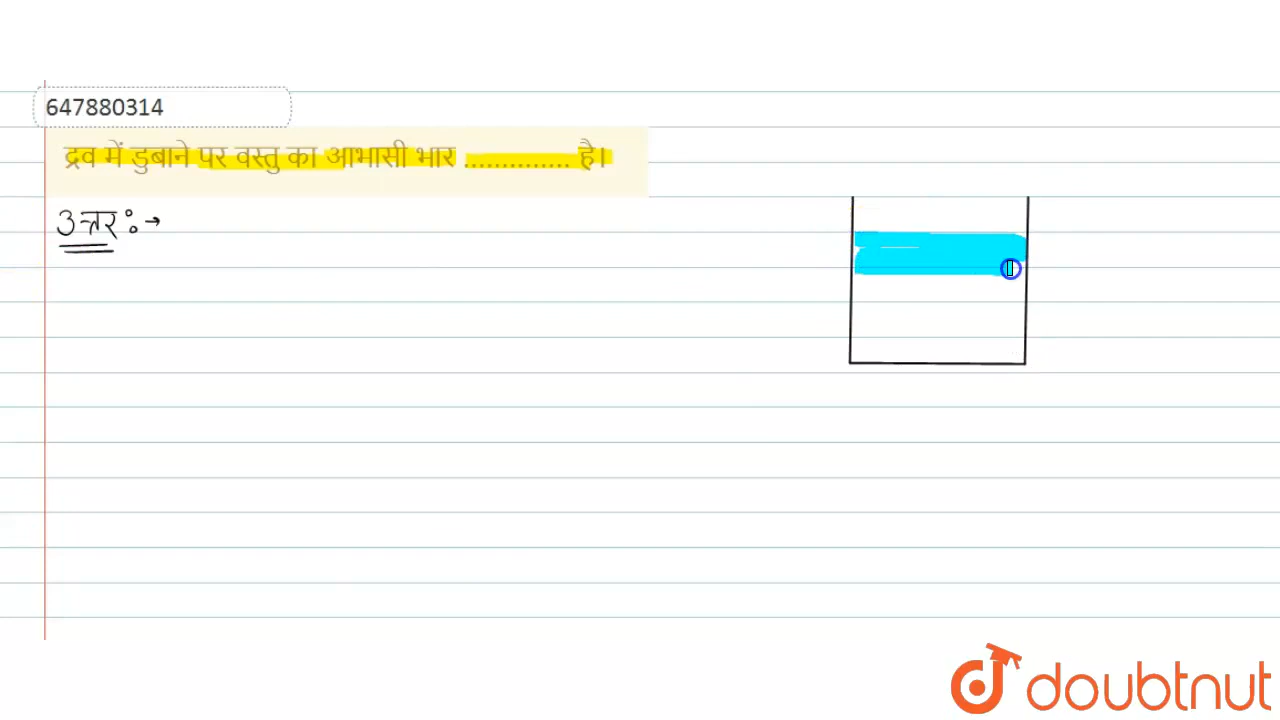 647880314
द्रव में डुबाने पर वस्तु का आभासी भार .............. है।
उत्तर :→
doubtnut